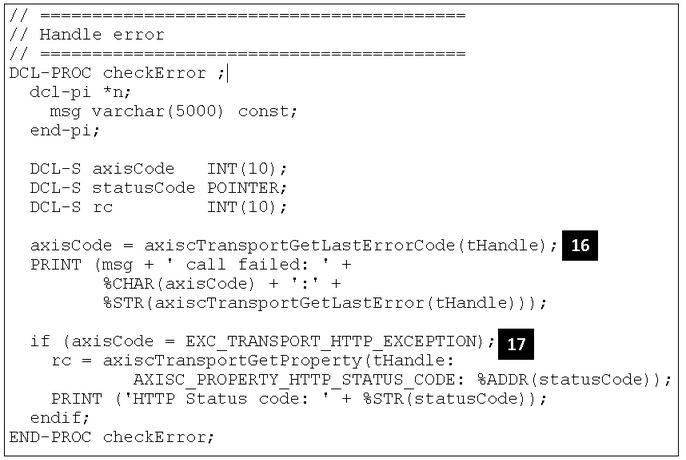 // ========================================
// Handle error
// ========================================
DCL-PROC checkError ;
  dcl-pi *n;
    msg varchar(5000) const;
  end-pi;

  DCL-S axisCode   INT(10);
  DCL-S statusCode POINTER;
  DCL-S rc         INT(10);

  axisCode = axiscTransportGetLastErrorCode(tHandle); 16
  PRINT (msg + ' call failed: ' +
         %CHAR(axisCode) + ':' +
         %STR(axiscTransportGetLastError(tHandle)));

  if (axisCode = EXC_TRANSPORT_HTTP_EXCEPTION); 17
    rc = axiscTransportGetProperty(tHandle:
            AXISC_PROPERTY_HTTP_STATUS_CODE: %ADDR(statusCode));
    PRINT ('HTTP Status code: ' + %STR(statusCode));
  endif;
END-PROC checkError;